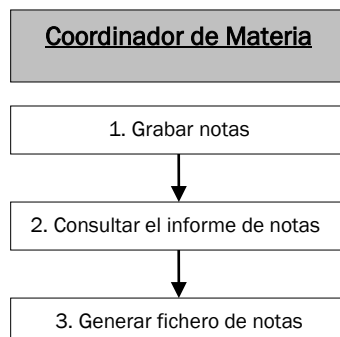 Coordinador de Materia
1. Grabar notas
2. Consultar el informe de notas
3. Generar fichero de notas